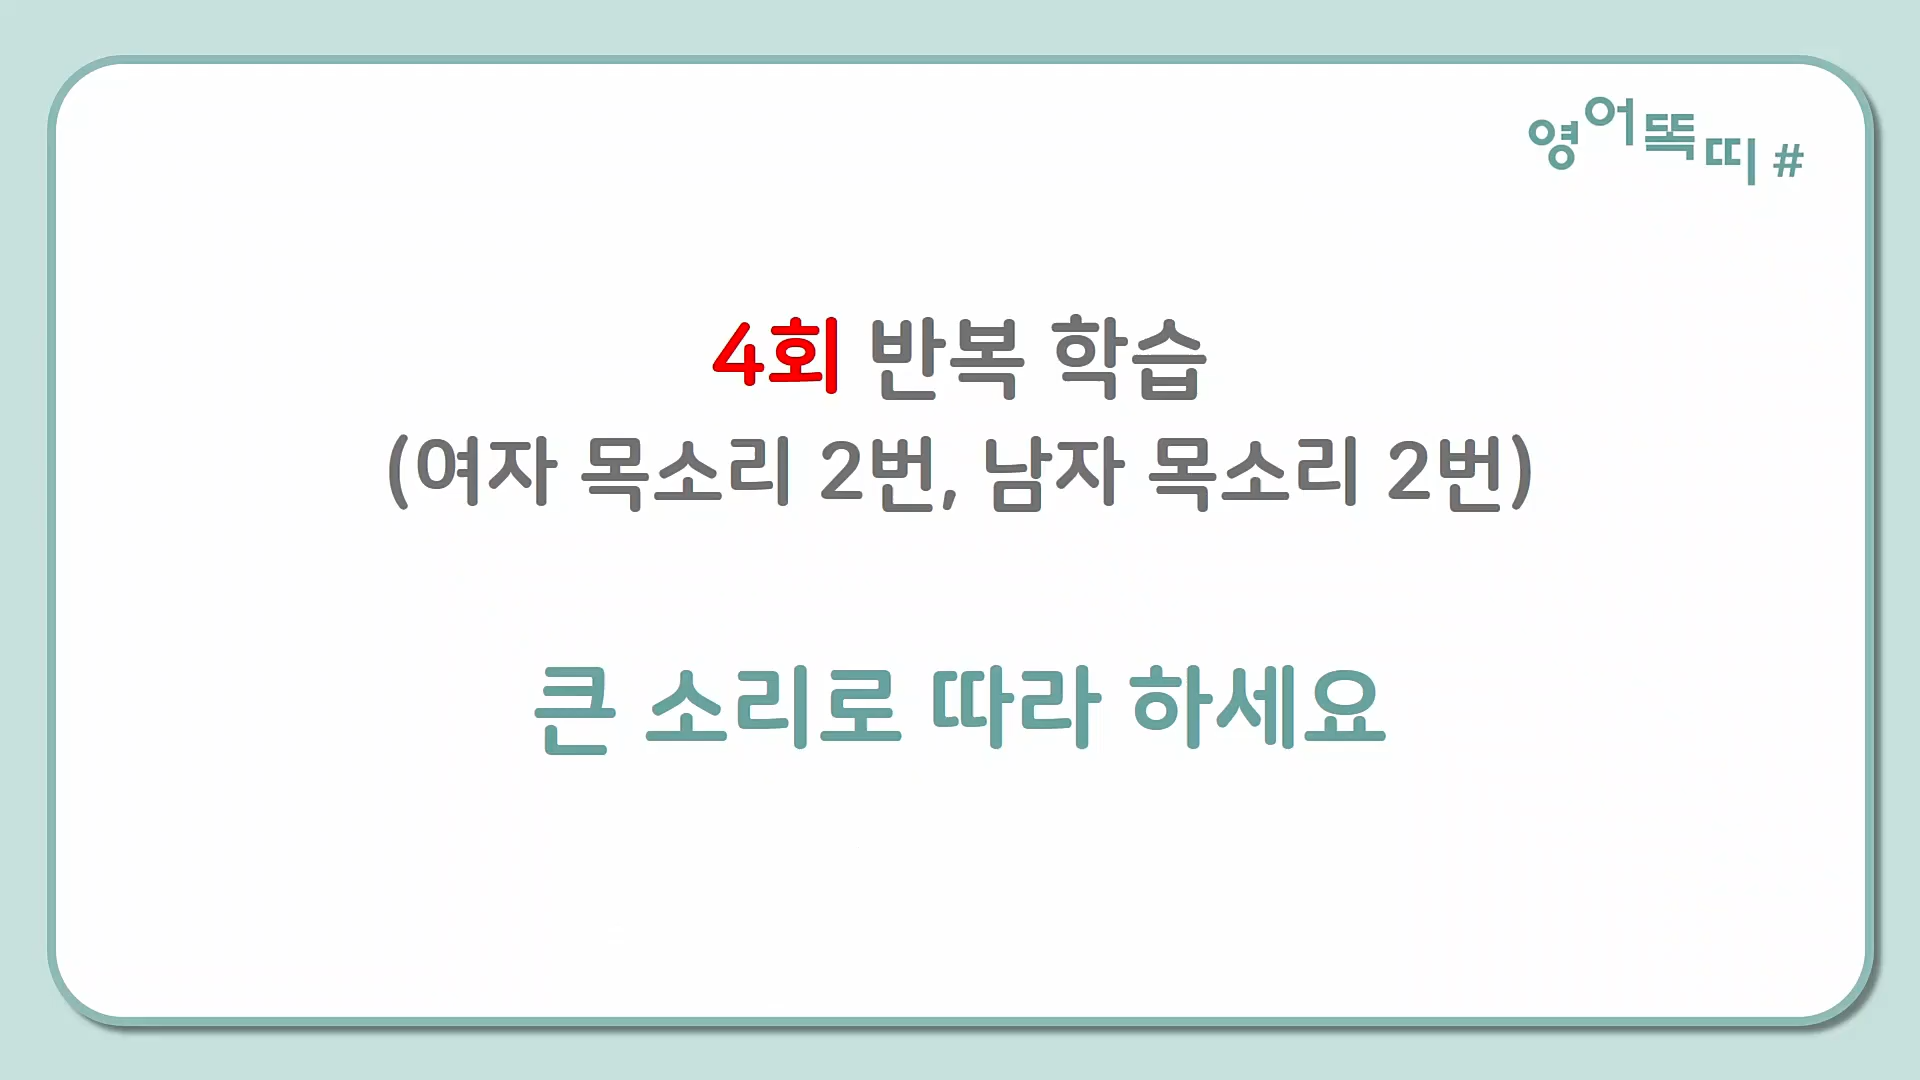 영어똑띠 #
4회 반복 학습
(여자 목소리 2번, 남자 목소리 2번)
큰 소리로 따라 하세요